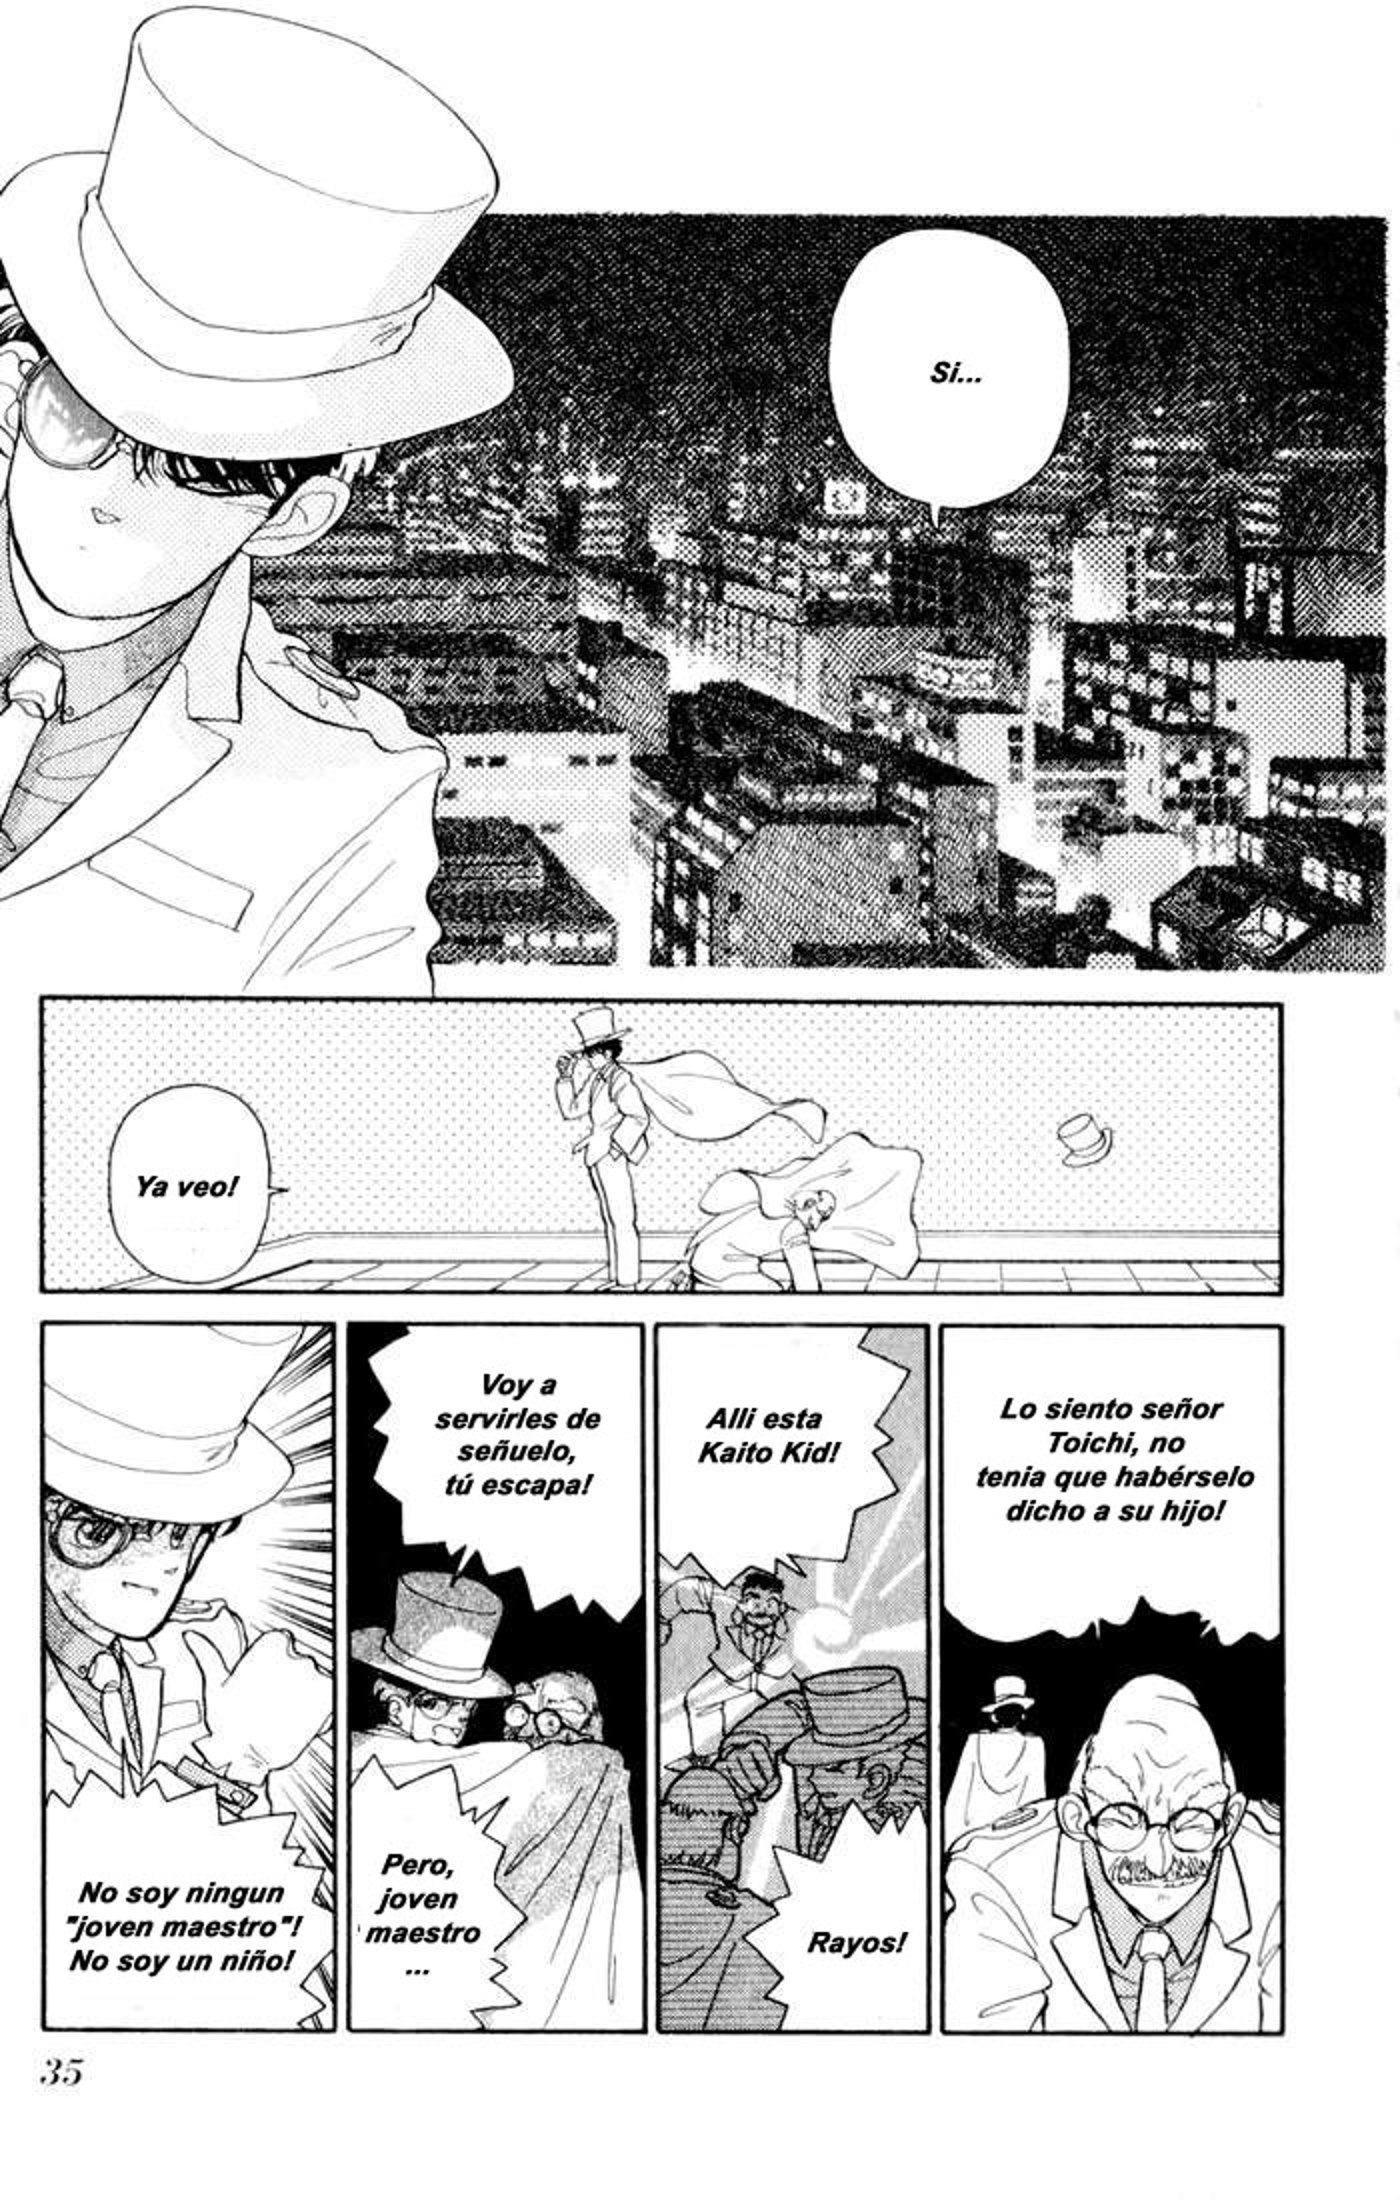 Si...
Ya veo!
Lo siento señor
Toichi, no
tenia que habérselo
dicho a su hijo!
Alli esta
Kaito Kid!
Rayos!
Voy a
servirles de
señuelo,
tú escapa!
Pero,
joven
maestro
...
No soy ningun
"joven maestro"!
No soy un niño!
35